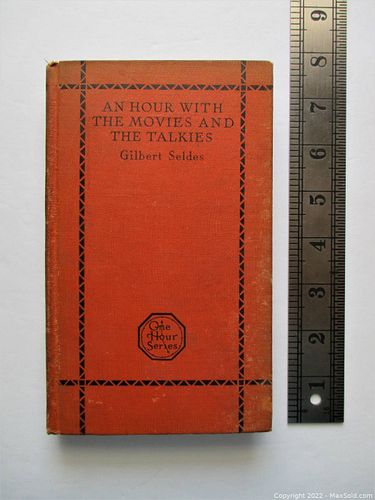 AN HOUR WITH
THE MOVIES AND
THE TALKIES
Gilbert Seldes
One
Hour
Series
9
8
7
6
5
4
3
2
1
Copyright 2022 - MaxSold.com